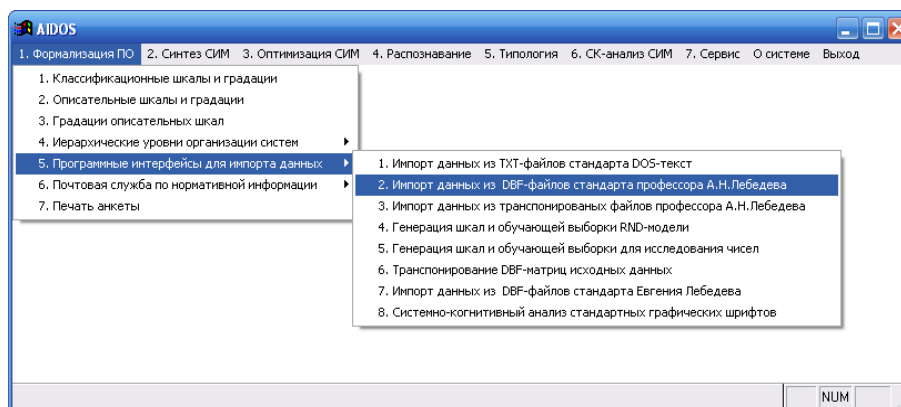 AIDOS
1. Формализация ПО 2. Синтез СИМ 3. Оптимизация СИМ 4. Распознавание 5. Типология 6. СК-анализ СИМ 7. Сервис О системе Выход
1. Классификационные шкалы и градации
2. Описательные шкалы и градации
3. Градации описательных шкал
4. Иерархические уровни организации систем
5. Программные интерфейсы для импорта данных
6. Почтовая служба по нормативной информации
7. Печать анкеты
1. Импорт данных из TXT-файлов стандарта DOS-текст
2. Импорт данных из DBF-файлов стандарта профессора А.Н.Лебедева
3. Импорт данных из транспонированых файлов профессора А.Н.Лебедева
4. Генерация шкал и обучающей выборки RND-модели
5. Генерация шкал и обучающей выборки для исследования чисел
6. Транспонирование DBF-матриц исходных данных
7. Импорт данных из DBF-файлов стандарта Евгения Лебедева
8. Системно-когнитивный анализ стандартных графических шрифтов
NUM